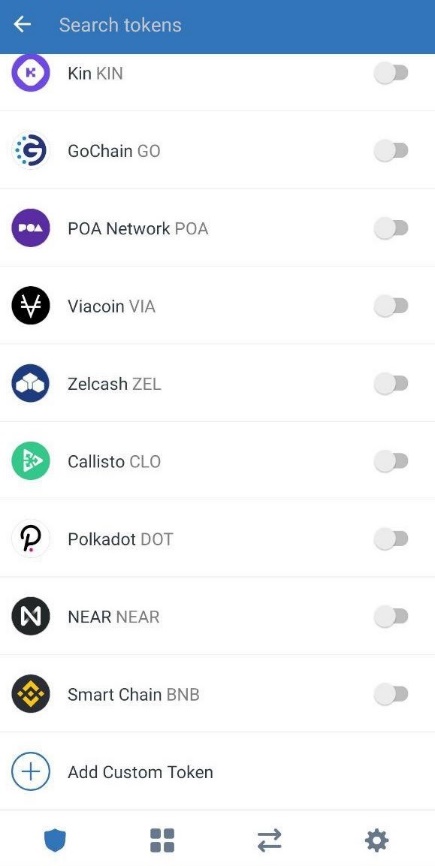 Search tokens
Kin KIN
GoChain GO
POA Network POA
Viacoin VIA
Zelcash ZEL
Callisto CLO
Polkadot DOT
NEAR NEAR
Smart Chain BNB
Add Custom Token